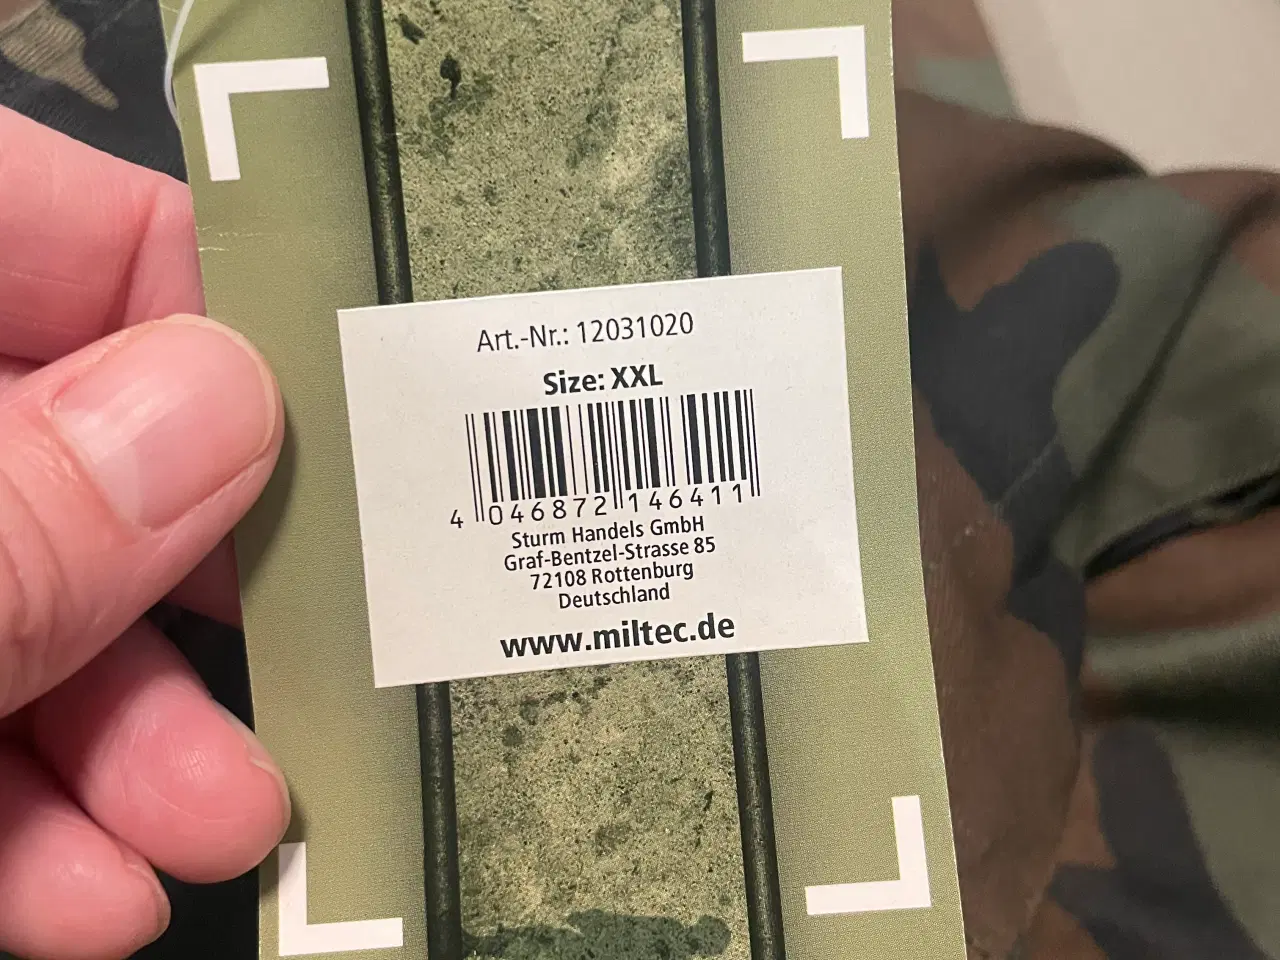 Art.-Nr.: 12031020
Size: XXL
4 046872 146411
Sturm Handels GmbH
Graf-Bentzel-Strasse 85
72108 Rottenburg
Deutschland
www.miltec.de